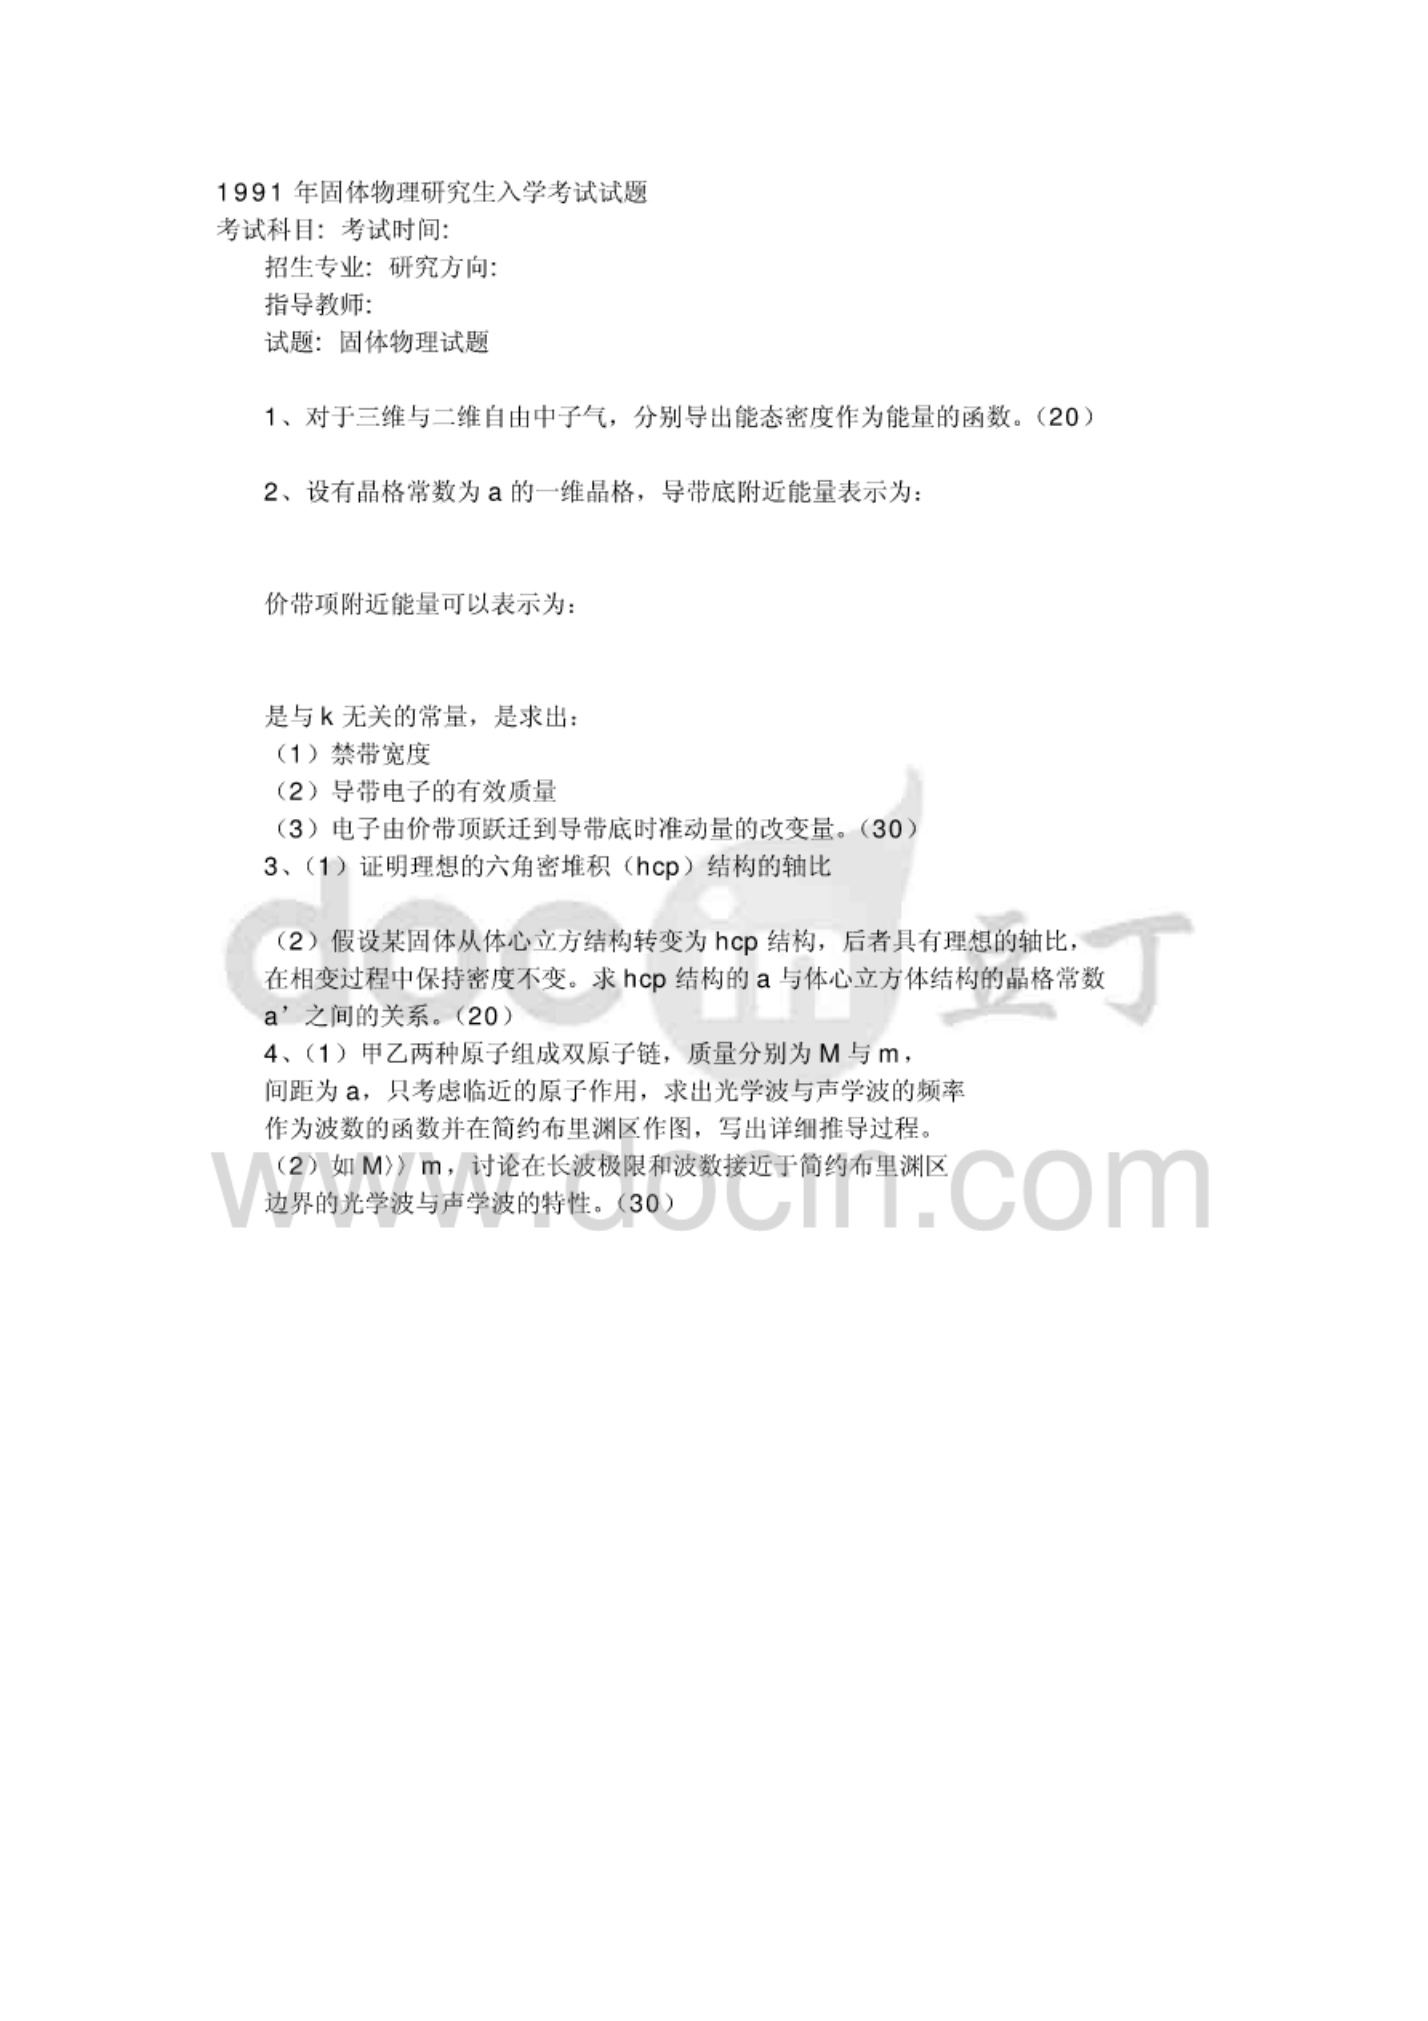 1991 年固体物理研究生入学考试试题
考试科目: 考试时间:
招生专业: 研究方向:
指导教师:
试题: 固体物理试题
1、对于三维与二维自由中子气，分别导出能态密度作为能量的函数。（20）
2、设有晶格常数为 a 的一维晶格，导带底附近能量表示为：
价带项附近能量可以表示为：
是与 k 无关的常量，是求出：
（1）禁带宽度
（2）导带电子的有效质量
（3）电子由价带顶跃迁到导带底时准动量的改变量。（30）
3、（1）证明理想的六角密堆积（hcp）结构的轴比
（2）假设某固体从体心立方结构转变为 hcp 结构，后者具有理想的轴比，
在相变过程中保持密度不变。求 hcp 结构的 a 与体心立方体结构的晶格常数
a’之间的关系。（20）
4、（1）甲乙两种原子组成双原子链，质量分别为 M 与 m，
间距为 a，只考虑临近的原子作用，求出光学波与声学波的频率
作为波数的函数并在简约布里渊区作图，写出详细推导过程。
（2）如 M〉〉m，讨论在长波极限和波数接近于简约布里渊区
边界的光学波与声学波的特性。（30）
docin 豆丁
www.docin.com